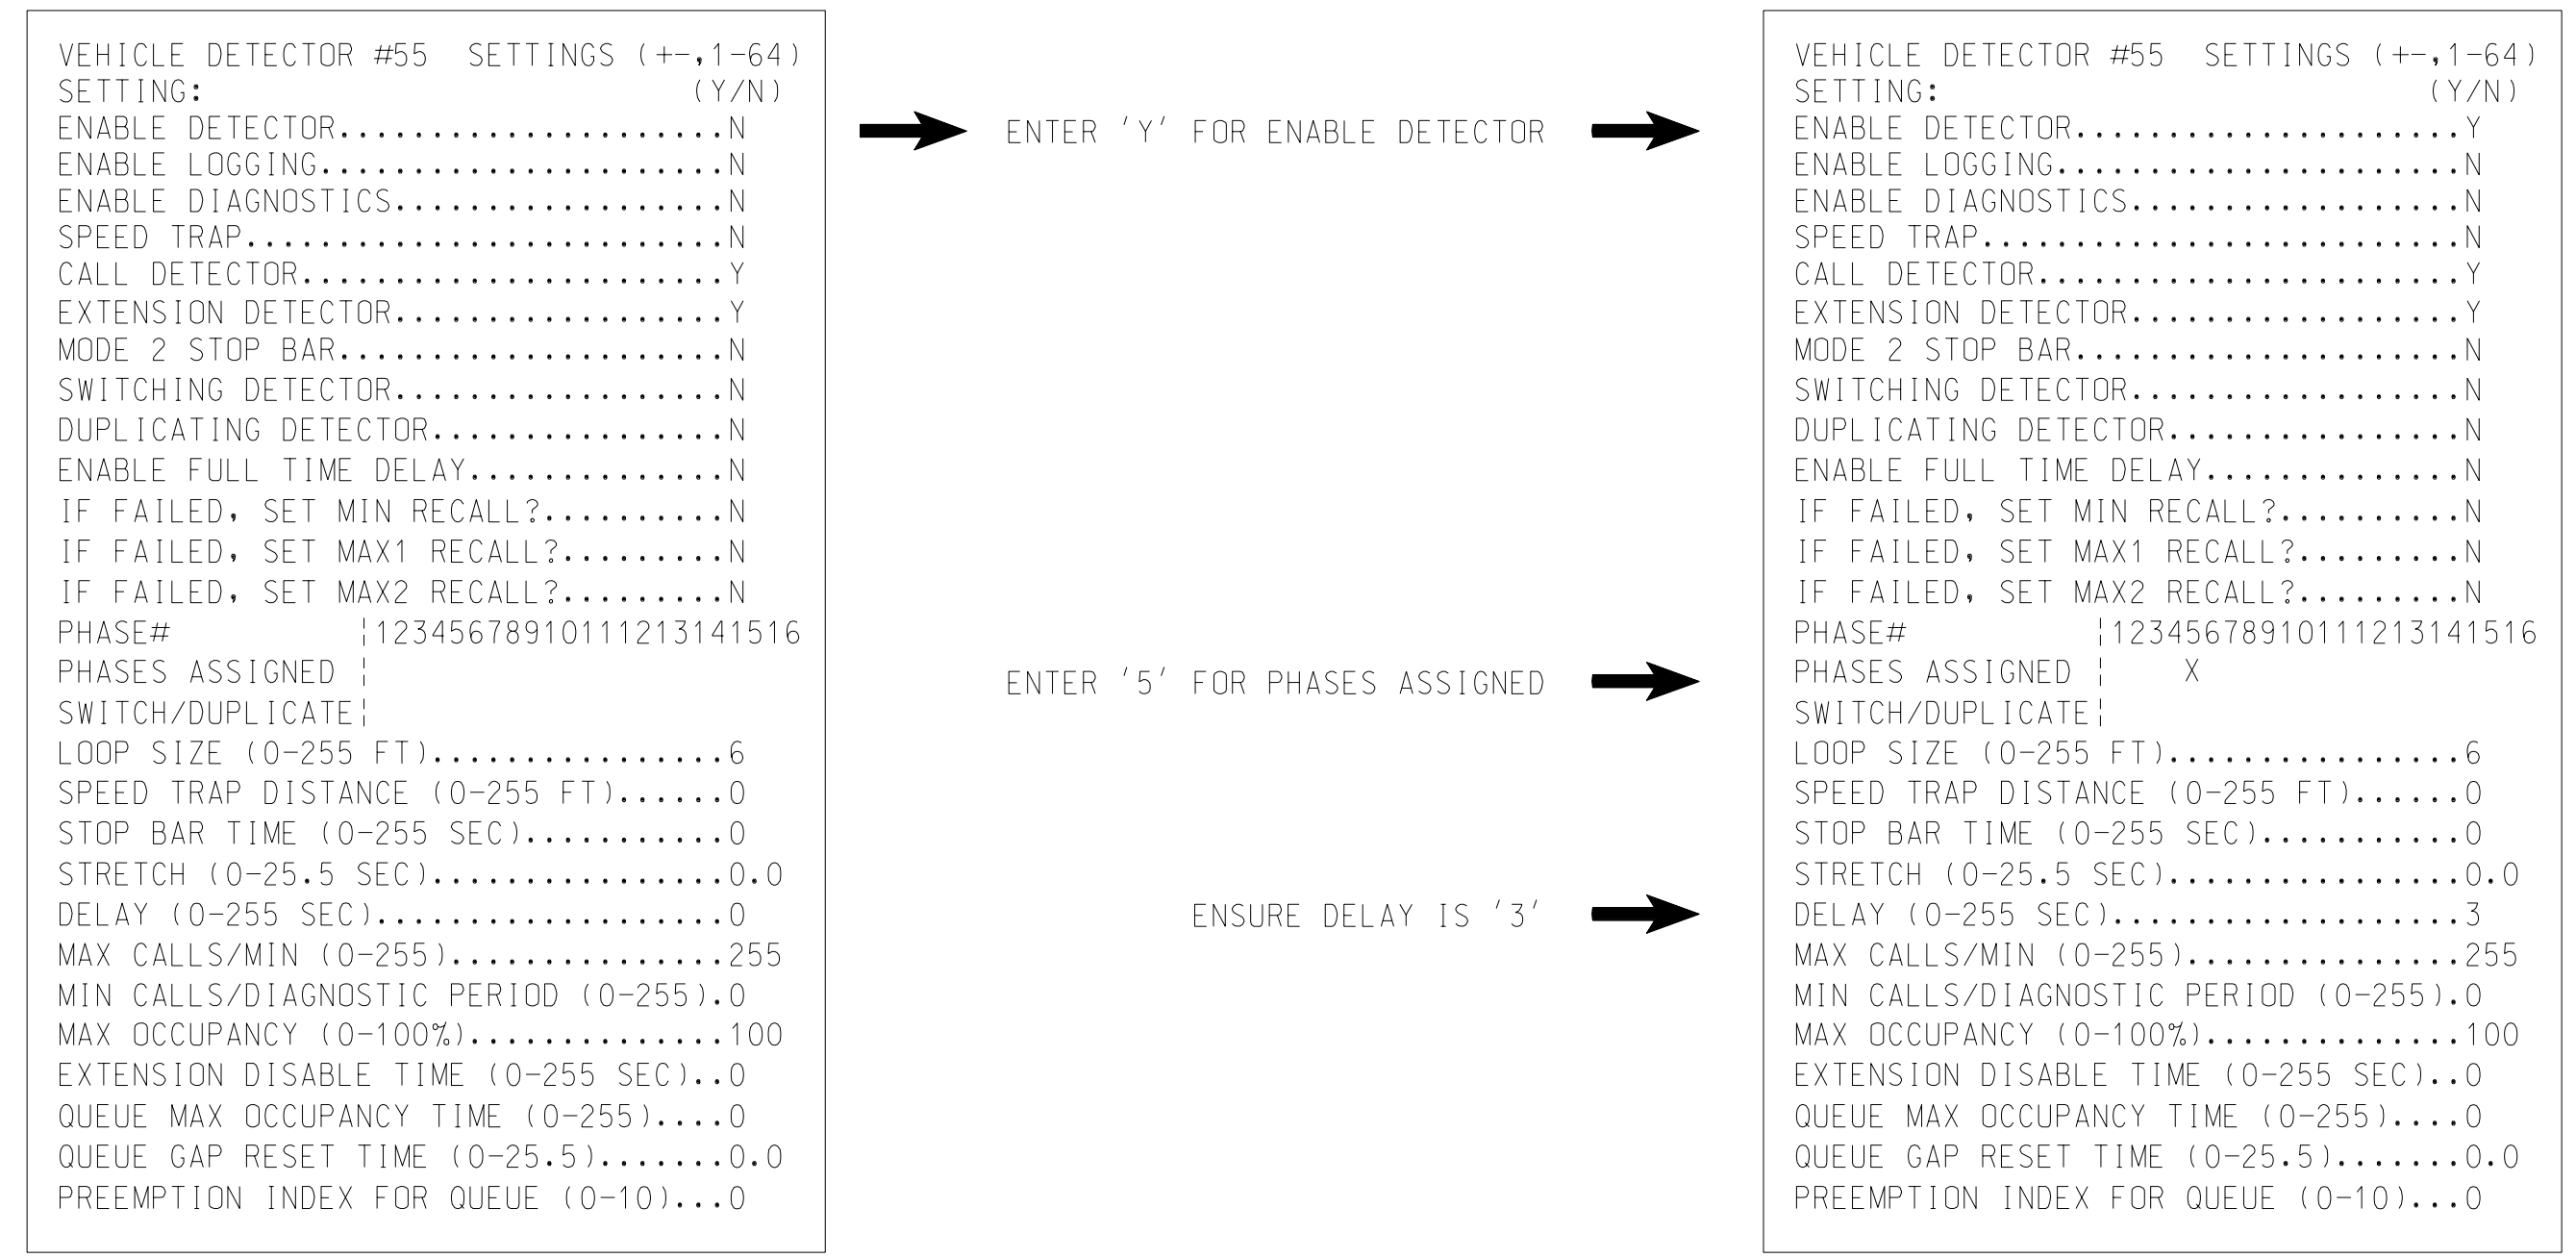 VEHICLE DETECTOR #55  SETTINGS (+-,1-64)
SETTING:                          (Y/N)
ENABLE DETECTOR.....................N
ENABLE LOGGING......................N
ENABLE DIAGNOSTICS..................N
SPEED TRAP..........................N
CALL DETECTOR.......................Y
EXTENSION DETECTOR..................Y
MODE 2 STOP BAR.....................N
SWITCHING DETECTOR..................N
DUPLICATING DETECTOR................N
ENABLE FULL TIME DELAY..............N
IF FAILED, SET MIN RECALL?..........N
IF FAILED, SET MAX1 RECALL?.........N
IF FAILED, SET MAX2 RECALL?.........N
PHASE#          |12345678910111213141516
PHASES ASSIGNED |
SWITCH/DUPLICATE|
LOOP SIZE (0-255 FT)................6
SPEED TRAP DISTANCE (0-255 FT)......0
STOP BAR TIME (0-255 SEC)...........0
STRETCH (0-25.5 SEC)................0.0
DELAY (0-255 SEC)...................0
MAX CALLS/MIN (0-255)...............255
MIN CALLS/DIAGNOSTIC PERIOD (0-255).0
MAX OCCUPANCY (0-100%)..............100
EXTENSION DISABLE TIME (0-255 SEC)..0
QUEUE MAX OCCUPANCY TIME (0-255)....0
QUEUE GAP RESET TIME (0-25.5).......0.0
PREEMPTION INDEX FOR QUEUE (0-10)...0
ENTER 'Y' FOR ENABLE DETECTOR
ENTER '5' FOR PHASES ASSIGNED
ENSURE DELAY IS '3'
VEHICLE DETECTOR #55  SETTINGS (+-,1-64)
SETTING:                          (Y/N)
ENABLE DETECTOR.....................Y
ENABLE LOGGING......................N
ENABLE DIAGNOSTICS..................N
SPEED TRAP..........................N
CALL DETECTOR.......................Y
EXTENSION DETECTOR..................Y
MODE 2 STOP BAR.....................N
SWITCHING DETECTOR..................N
DUPLICATING DETECTOR................N
ENABLE FULL TIME DELAY..............N
IF FAILED, SET MIN RECALL?..........N
IF FAILED, SET MAX1 RECALL?.........N
IF FAILED, SET MAX2 RECALL?.........N
PHASE#          |12345678910111213141516
PHASES ASSIGNED |    X
SWITCH/DUPLICATE|
LOOP SIZE (0-255 FT)................6
SPEED TRAP DISTANCE (0-255 FT)......0
STOP BAR TIME (0-255 SEC)...........0
STRETCH (0-25.5 SEC)................0.0
DELAY (0-255 SEC)...................3
MAX CALLS/MIN (0-255)...............255
MIN CALLS/DIAGNOSTIC PERIOD (0-255).0
MAX OCCUPANCY (0-100%)..............100
EXTENSION DISABLE TIME (0-255 SEC)..0
QUEUE MAX OCCUPANCY TIME (0-255)....0
QUEUE GAP RESET TIME (0-25.5).......0.0
PREEMPTION INDEX FOR QUEUE (0-10)...0